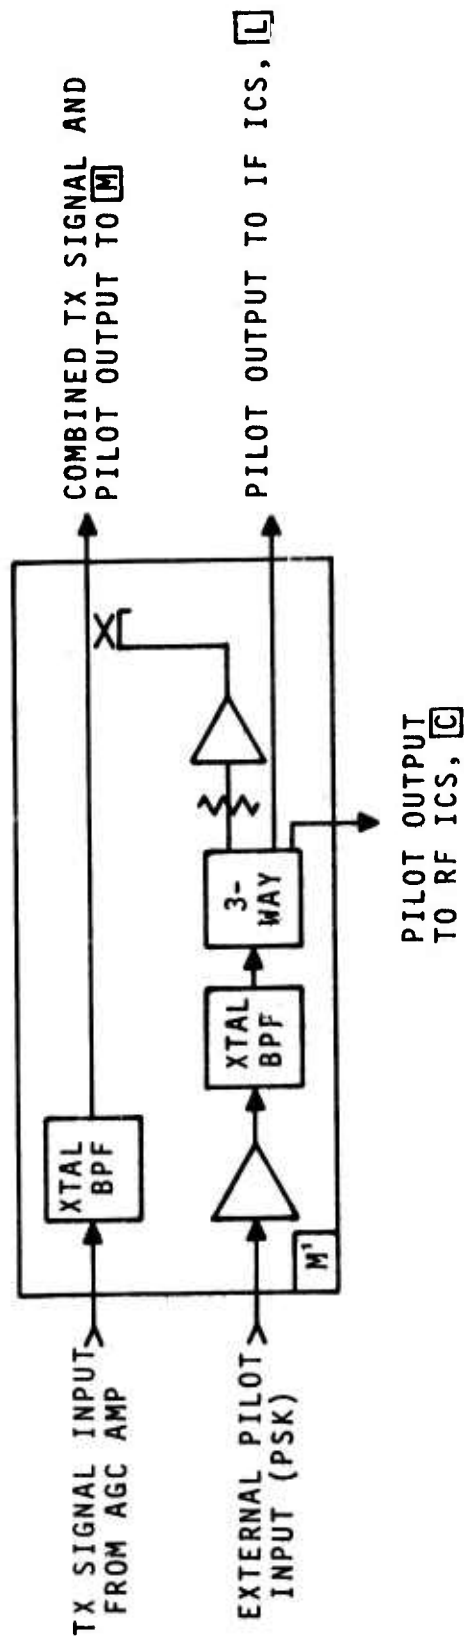 TX SIGNAL INPUT
FROM AGC AMP
XTAL
BPF
COMBINED TX SIGNAL AND
PILOT OUTPUT TO M
EXTERNAL PILOT
INPUT (PSK)
XTAL
BPF
3-
WAY
PILOT OUTPUT TO IF ICS, L
M'
PILOT OUTPUT
TO RF ICS, C